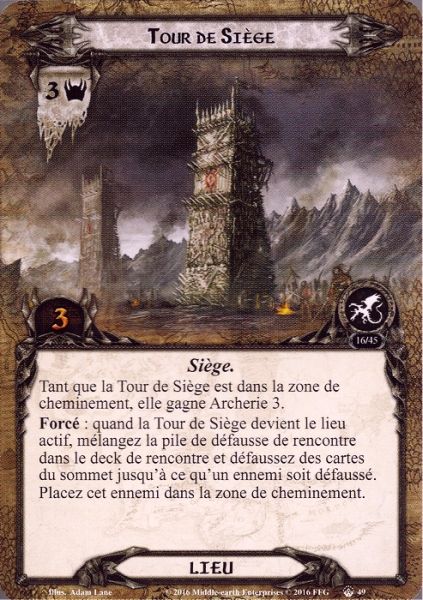 Tour de Siège
3
3
16/45
Siège.
Tant que la Tour de Siège est dans la zone de
cheminement, elle gagne Archerie 3.
Forcé : quand la Tour de Siège devient le lieu
actif, mélangez la pile de défausse de rencontre
dans le deck de rencontre et défaussez des cartes
du sommet jusqu'à ce qu'un ennemi soit défaussé.
Placez cet ennemi dans la zone de cheminement.
LIEU
Illus. Adam Lane © 2016 Middle-earth Enterprises © 2016 FFG 49